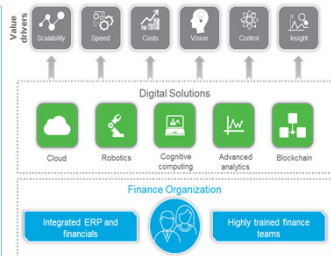 Value
drivers
Scalability
Speed
Costs
Vision
Control
Insight
Digital Solutions
Cloud
Robotics
Cognitive
computing
Advanced
analytics
Blockchain
Finance Organization
Integrated ERP and
financials
Highly trained finance
teams